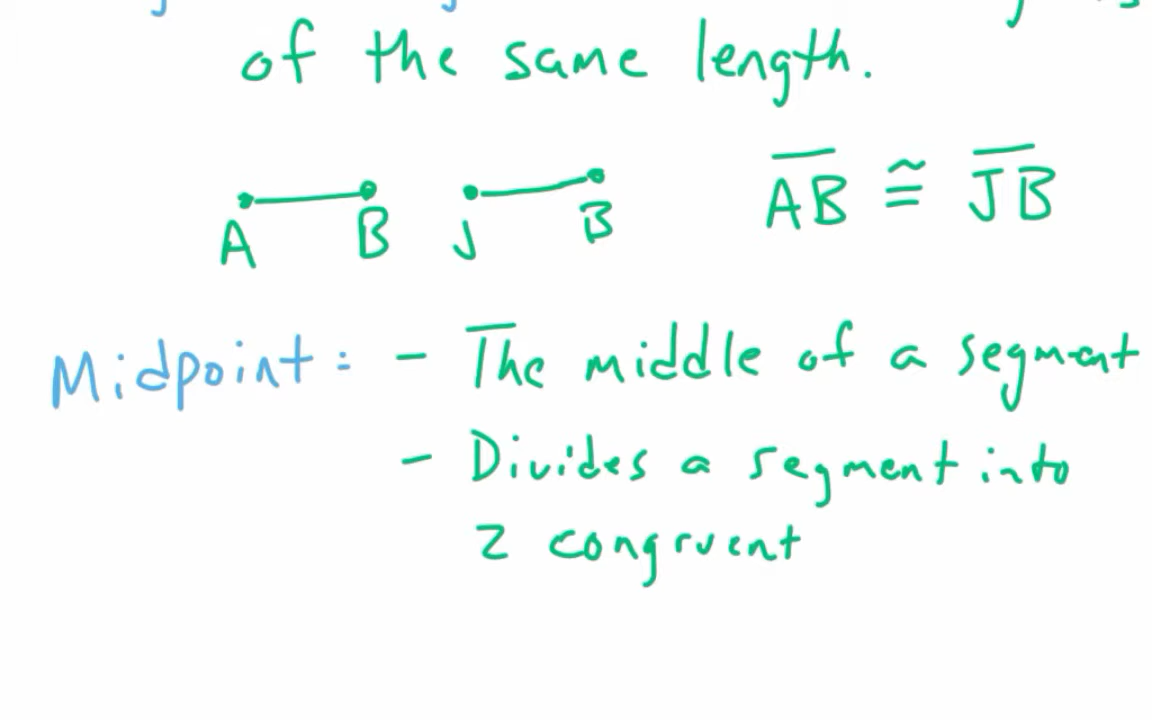 of the same length.
A B J B AB ≅ JB
Midpoint: - The middle of a segment
- Divides a segment into
2 congruent